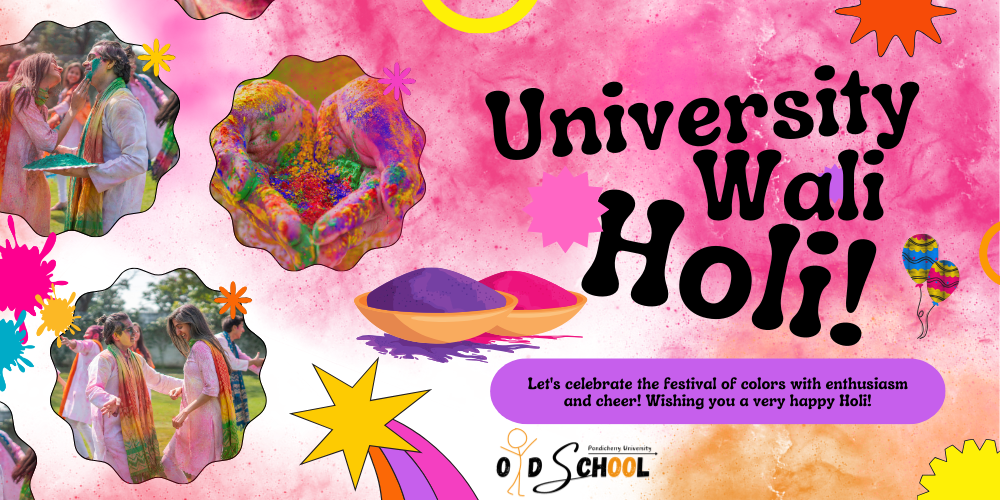 University
Wali
Holi!
Let's celebrate the festival of colors with enthusiasm
and cheer! Wishing you a very happy Holi!
Pondicherry University
OLD SCHOOL